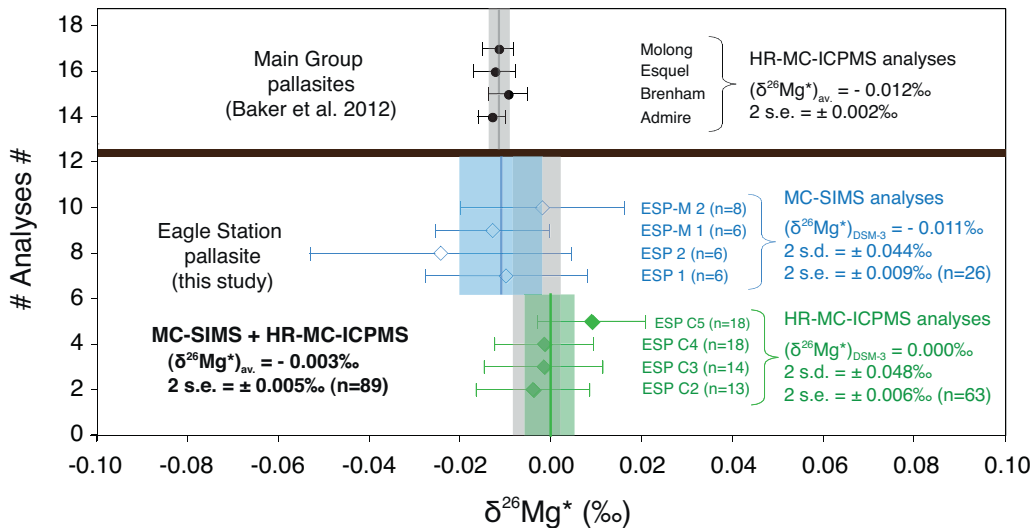 # Analyses #
18
16
14
12
10
8
6
4
2
0
Main Group
pallasites
(Baker et al. 2012)
Molong
Esquel
Brenham
Admire
HR-MC-ICPMS analyses
(δ²⁶Mg*)av. = - 0.012‰
2 s.e. = ± 0.002‰
Eagle Station
pallasite
(this study)
ESP-M 2 (n=8)
ESP-M 1 (n=6)
ESP 2 (n=6)
ESP 1 (n=6)
MC-SIMS analyses
(δ²⁶Mg*)DSM-3 = - 0.011‰
2 s.d. = ± 0.044‰
2 s.e. = ± 0.009‰ (n=26)
MC-SIMS + HR-MC-ICPMS
(δ²⁶Mg*)av. = - 0.003‰
2 s.e. = ± 0.005‰ (n=89)
ESP C5 (n=18)
ESP C4 (n=18)
ESP C3 (n=14)
ESP C2 (n=13)
HR-MC-ICPMS analyses
(δ²⁶Mg*)DSM-3 = 0.000‰
2 s.d. = ± 0.048‰
2 s.e. = ± 0.006‰ (n=63)
-0.10 -0.08 -0.06 -0.04 -0.02 0.00 0.02 0.04 0.06 0.08 0.10
δ²⁶Mg* (‰)